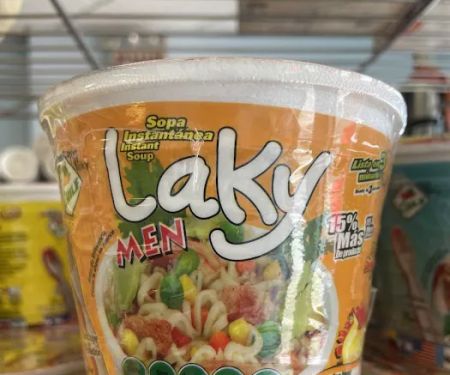 Sopa
Instantánea
Instant
Soup
Laky
MEN
15%
Más